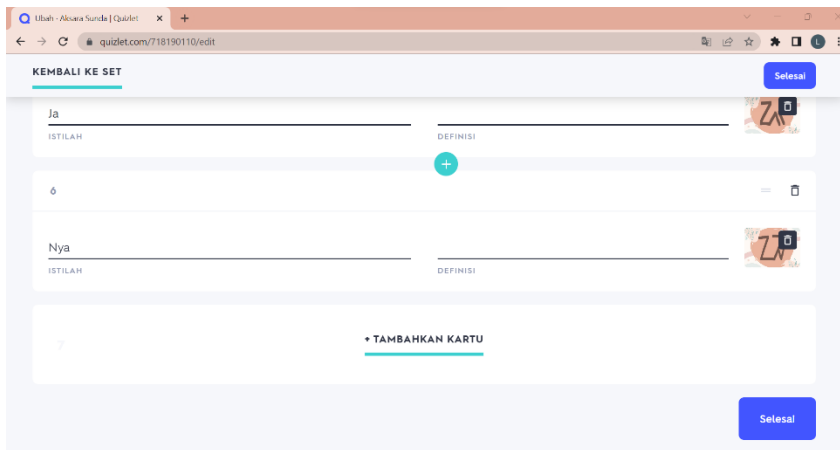 Ubah - Aksara Sunda | Quizlet
quizlet.com/718190110/edit
L
KEMBALI KE SET
Selesai
Ja
ISTILAH
DEFINISI
6
Nya
ISTILAH
DEFINISI
7
+ TAMBAHKAN KARTU
Selesai